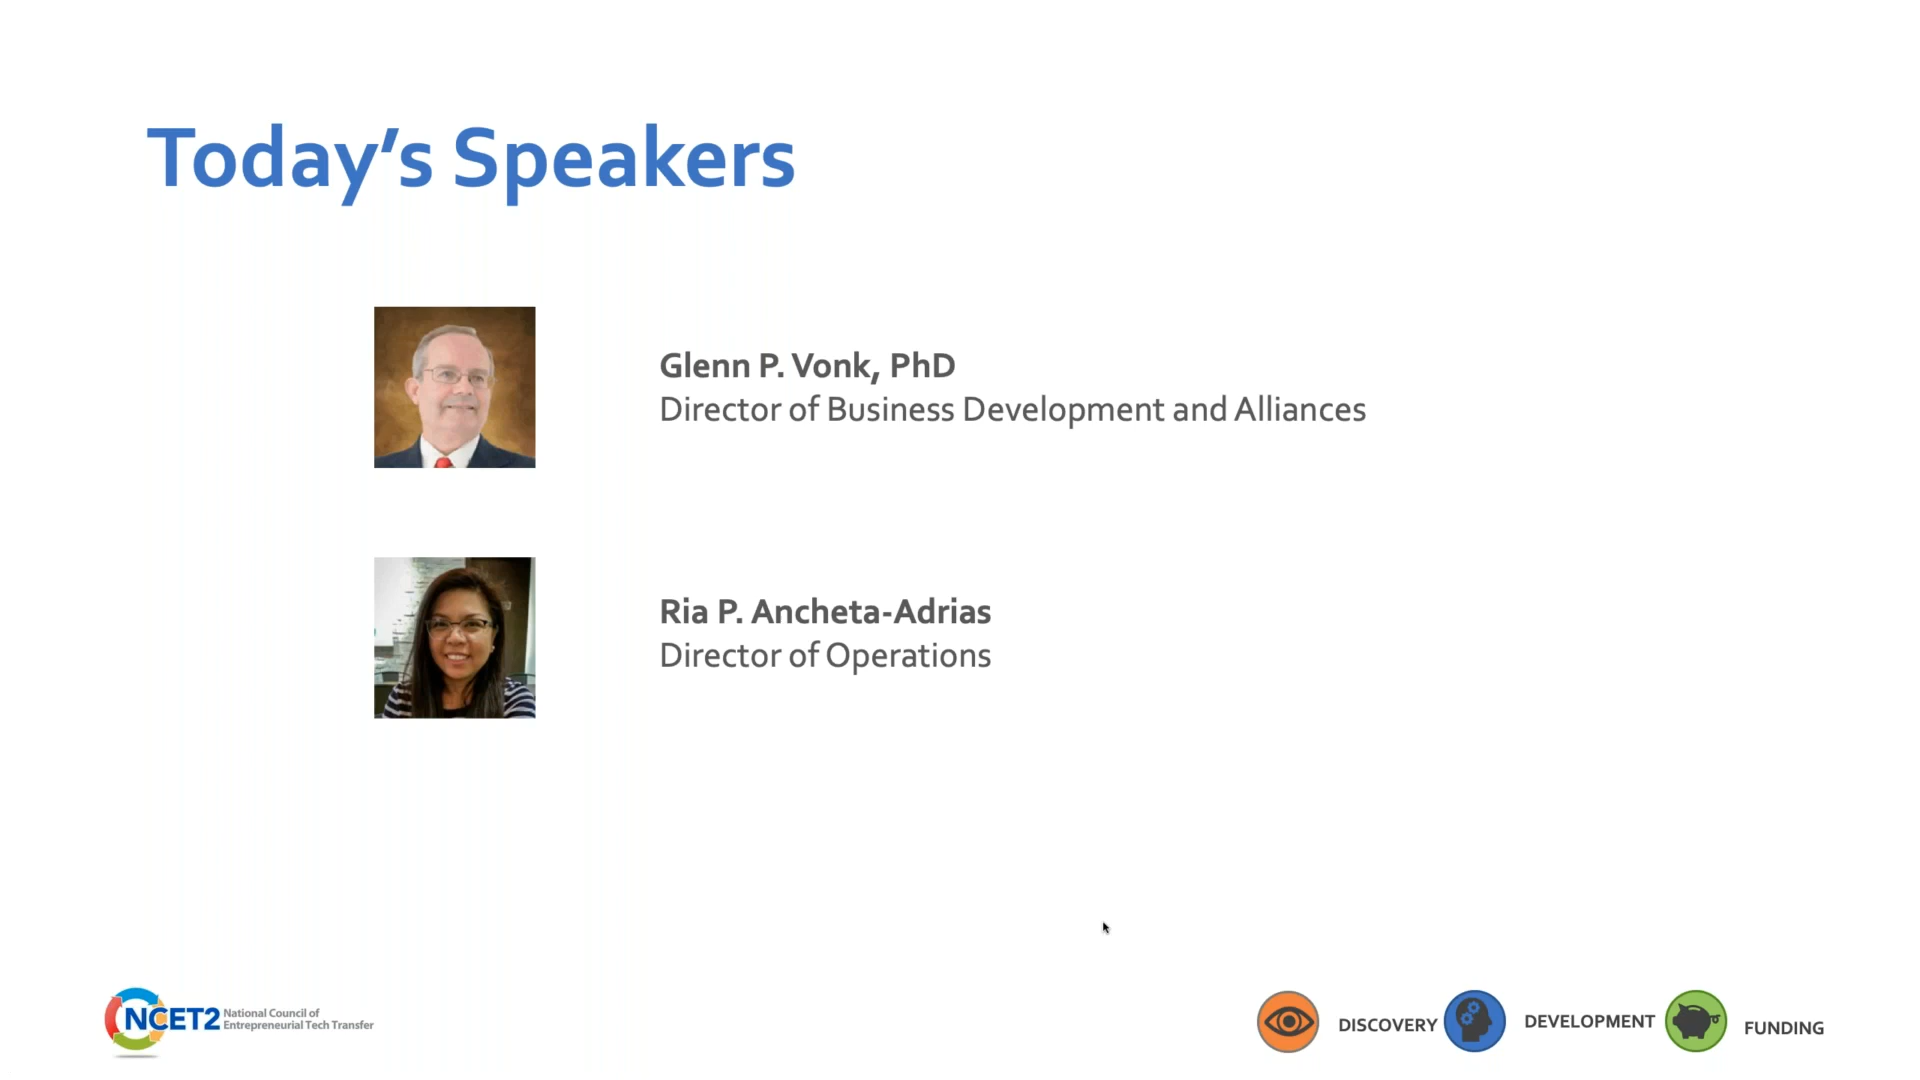 Today’s Speakers
Glenn P. Vonk, PhD
Director of Business Development and Alliances
Ria P. Ancheta-Adrias
Director of Operations
NCET2
National Council of
Entrepreneurial Tech Transfer
DISCOVERY
DEVELOPMENT
FUNDING